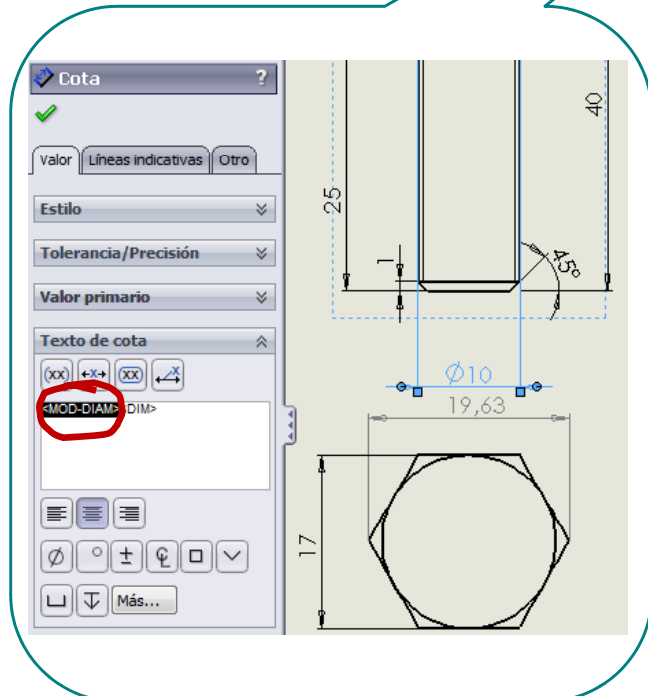 Cota ?
Valor Líneas indicativas Otro
Estilo
Tolerancia/Precisión
Valor primario
Texto de cota
(xx) ←X→ (xx) X
<MOD-DIAM><DIM>
Ø ° ±
Más...
40
25
1
45°
Ø10
19,63
17